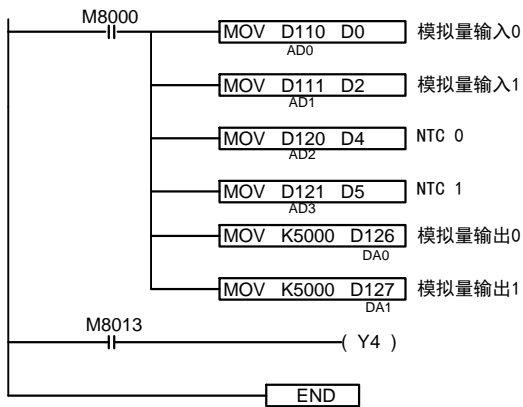 M8000
MOV D110 D0 模拟量输入0
AD0
MOV D111 D2 模拟量输入1
AD1
MOV D120 D4 NTC 0
AD2
MOV D121 D5 NTC 1
AD3
MOV K5000 D126 模拟量输出0
DA0
MOV K5000 D127 模拟量输出1
DA1
M8013
( Y4 )
END